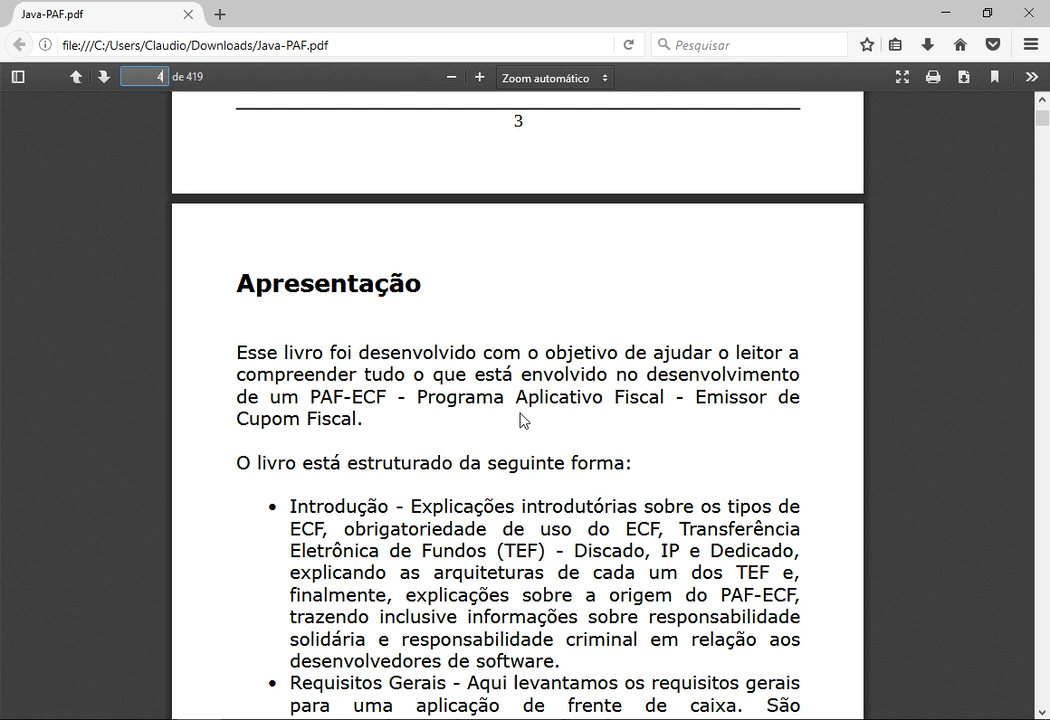 Java-PAF.pdf
file:///C:/Users/Claudio/Downloads/Java-PAF.pdf
Pesquisar
4 de 419
Zoom automático
3
Apresentação
Esse livro foi desenvolvido com o objetivo de ajudar o leitor a
compreender tudo o que está envolvido no desenvolvimento
de um PAF-ECF - Programa Aplicativo Fiscal - Emissor de
Cupom Fiscal.
O livro está estruturado da seguinte forma:
• Introdução - Explicações introdutórias sobre os tipos de
ECF, obrigatoriedade de uso do ECF, Transferência
Eletrônica de Fundos (TEF) - Discado, IP e Dedicado,
explicando as arquiteturas de cada um dos TEF e,
finalmente, explicações sobre a origem do PAF-ECF,
trazendo inclusive informações sobre responsabilidade
solidária e responsabilidade criminal em relação aos
desenvolvedores de software.
• Requisitos Gerais - Aqui levantamos os requisitos gerais
para uma aplicação de frente de caixa. São